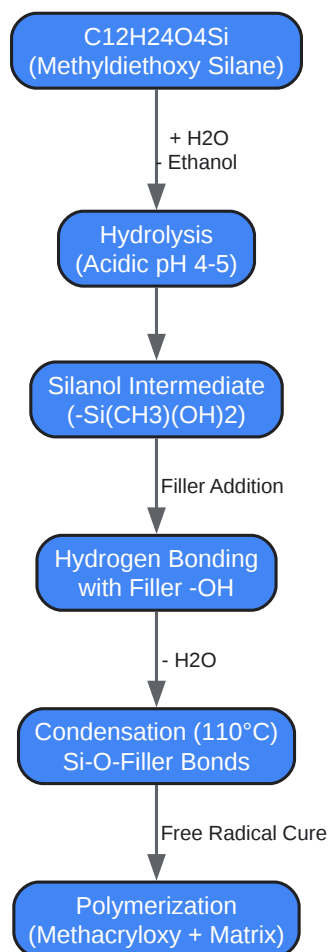 C12H24O4Si
(Methyldiethoxy Silane)
+ H2O
- Ethanol
Hydrolysis
(Acidic pH 4-5)
Silanol Intermediate
(-Si(CH3)(OH)2)
Filler Addition
Hydrogen Bonding
with Filler -OH
- H2O
Condensation (110°C)
Si-O-Filler Bonds
Free Radical Cure
Polymerization
(Methacryloxy + Matrix)